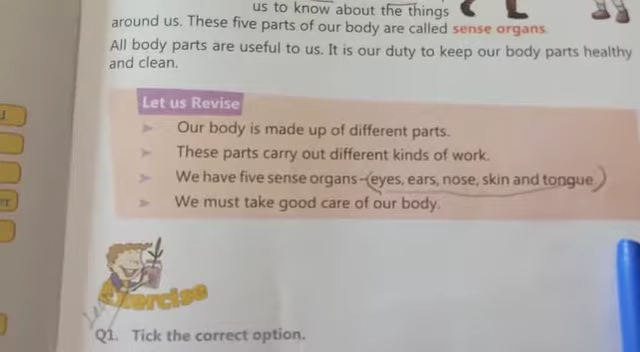 us to know about the things
around us. These five parts of our body are called sense organs.
All body parts are useful to us. It is our duty to keep our body parts healthy
and clean.
Let us Revise
➤ Our body is made up of different parts.
➤ These parts carry out different kinds of work.
➤ We have five sense organs-(eyes, ears, nose, skin and tongue.)
➤ We must take good care of our body.
Exercise
Q1. Tick the correct option.